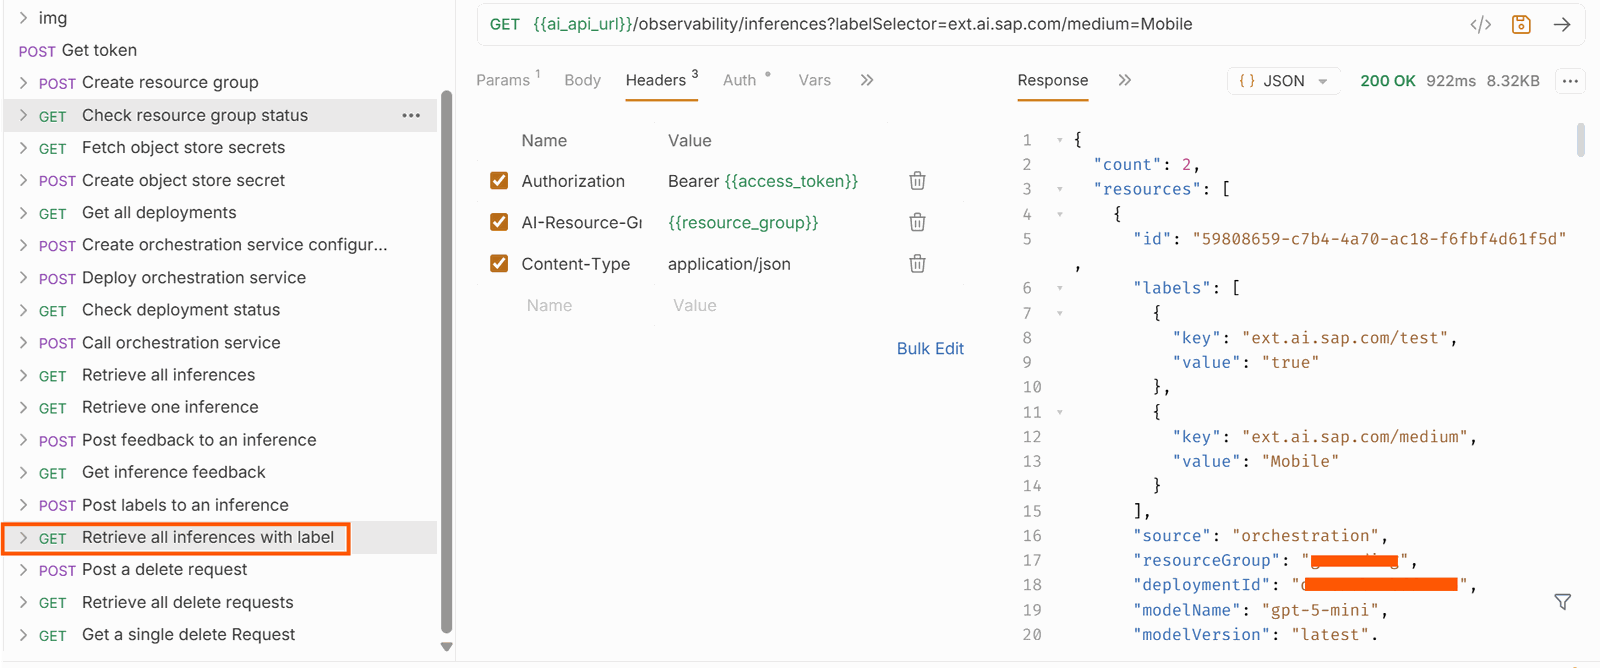 img
POST Get token
POST Create resource group
GET Check resource group status
GET Fetch object store secrets
POST Create object store secret
GET Get all deployments
POST Create orchestration service configur...
POST Deploy orchestration service
GET Check deployment status
POST Call orchestration service
GET Retrieve all inferences
GET Retrieve one inference
POST Post feedback to an inference
GET Get inference feedback
POST Post labels to an inference
GET Retrieve all inferences with label
POST Post a delete request
GET Retrieve all delete requests
GET Get a single delete Request
GET {{ai_api_url}}/observability/inferences?labelSelector=ext.ai.sap.com/medium=Mobile
Params 1 Body Headers 3 Auth Vars
Name Value
Authorization Bearer {{access_token}}
AI-Resource-Gr {{resource_group}}
Content-Type application/json
Name Value
Bulk Edit
Response {} JSON 200 OK 922ms 8.32KB
1 {
2 "count": 2,
3 "resources": [
4 {
5 "id": "59808659-c7b4-4a70-ac18-f6fbf4d61f5d"
,
6 "labels": [
7 {
8 "key": "ext.ai.sap.com/test",
9 "value": "true"
10 },
11 {
12 "key": "ext.ai.sap.com/medium",
13 "value": "Mobile"
14 }
15 ],
16 "source": "orchestration",
17 "resourceGroup": "",
18 "deploymentId": "",
19 "modelName": "gpt-5-mini",
20 "modelVersion": "latest".